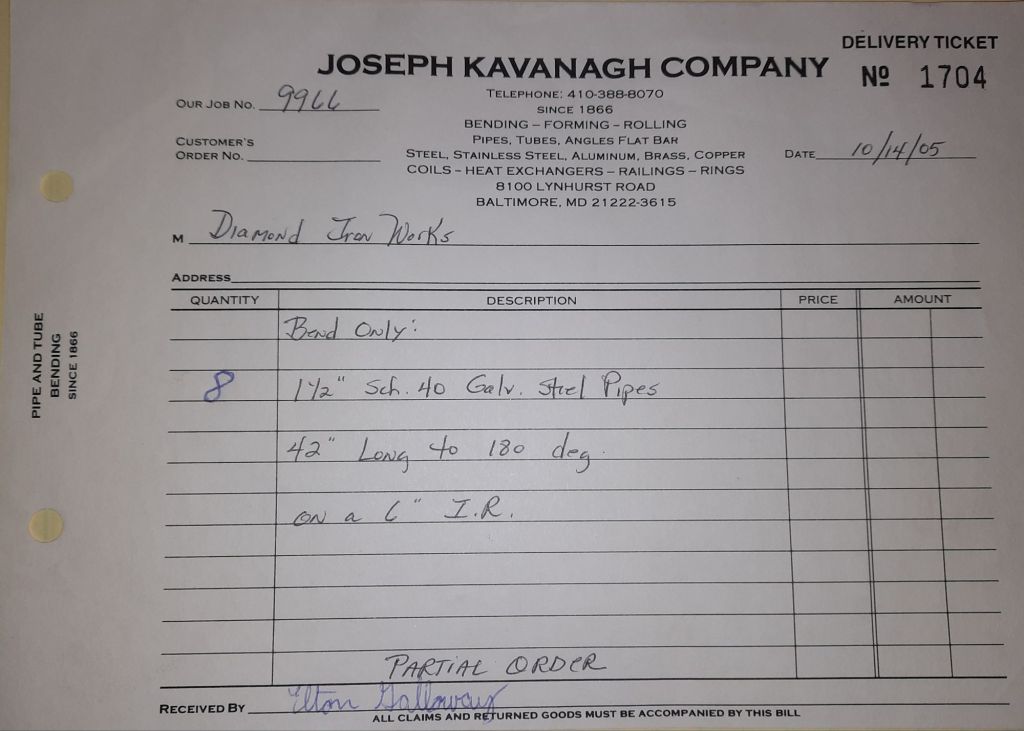 DELIVERY TICKET
JOSEPH KAVANAGH COMPANY
Nº 1704
TELEPHONE: 410-388-8070
OUR JOB NO. 9966
SINCE 1866
BENDING – FORMING – ROLLING
CUSTOMER'S
ORDER NO.
PIPES, TUBES, ANGLES FLAT BAR
STEEL, STAINLESS STEEL, ALUMINUM, BRASS, COPPER
DATE 10/14/05
COILS – HEAT EXCHANGERS – RAILINGS – RINGS
8100 LYNHURST ROAD
BALTIMORE, MD 21222-3615
M Diamond Iron Works
ADDRESS
QUANTITY DESCRIPTION PRICE AMOUNT
Bend Only:
8 1 1/2" Sch. 40 Galv. Steel Pipes
42" Long to 180 deg.
on a 6" I.R.
PARTIAL ORDER
RECEIVED BY Elton Galloway
ALL CLAIMS AND RETURNED GOODS MUST BE ACCOMPANIED BY THIS BILL
PIPE AND TUBE
BENDING
SINCE 1866